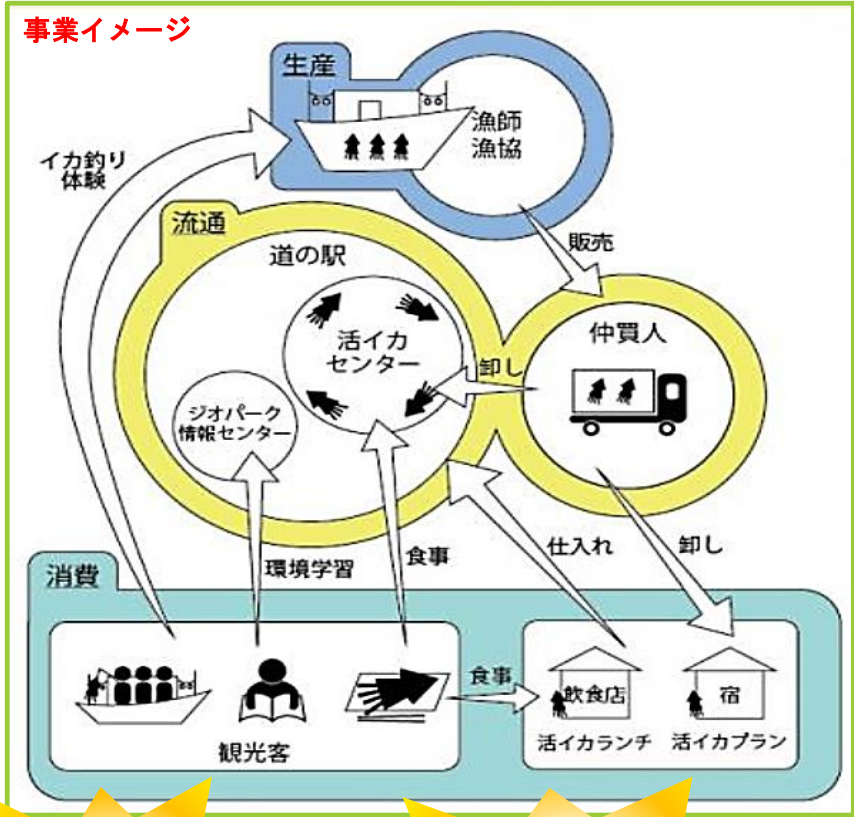 事業イメージ
生産
漁師
漁協
イカ釣り
体験
流通
道の駅
販売
仲買人
活イカ
センター
卸し
ジオパーク
情報センター
仕入れ
卸し
環境学習
食事
消費
食事
飲食店
宿
活イカランチ
活イカプラン
観光客